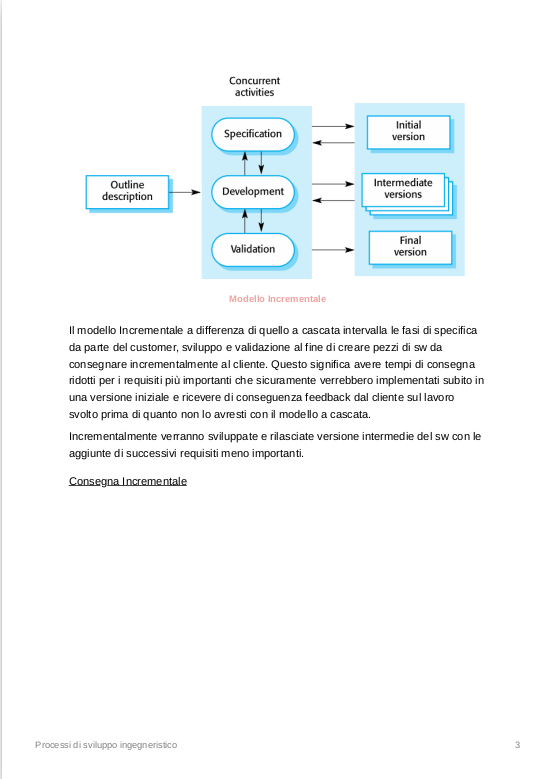 Concurrent
activities
Specification
Initial
version
Outline
description
Development
Intermediate
versions
Validation
Final
version
Modello Incrementale
Il modello Incrementale a differenza di quello a cascata intervalla le fasi di specifica
da parte del customer, sviluppo e validazione al fine di creare pezzi di sw da
consegnare incrementalmente al cliente. Questo significa avere tempi di consegna
ridotti per i requisiti più importanti che sicuramente verrebbero implementati subito in
una versione iniziale e ricevere di conseguenza feedback dal cliente sul lavoro
svolto prima di quanto non lo avresti con il modello a cascata.
Incrementalmente verranno sviluppate e rilasciate versione intermedie del sw con le
aggiunte di successivi requisiti meno importanti.
Consegna Incrementale
Processi di sviluppo ingegneristico
3